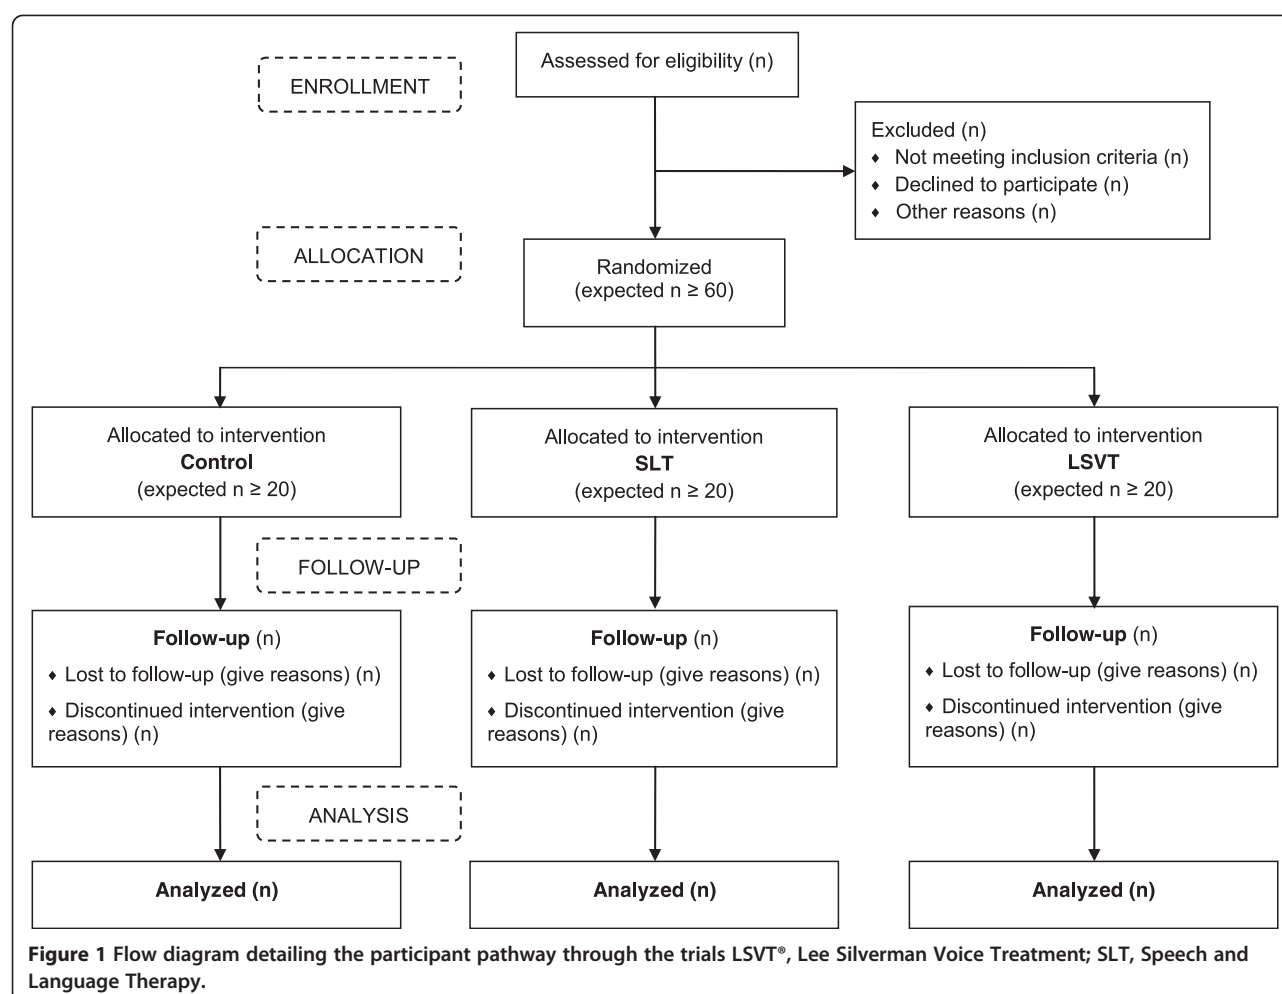 Assessed for eligibility (n)
ENROLLMENT
Excluded (n)
♦ Not meeting inclusion criteria (n)
♦ Declined to participate (n)
♦ Other reasons (n)
ALLOCATION
Randomized
(expected n ≥ 60)
Allocated to intervention
Control
(expected n ≥ 20)
Allocated to intervention
SLT
(expected n ≥ 20)
Allocated to intervention
LSVT
(expected n ≥ 20)
FOLLOW-UP
Follow-up (n)
♦ Lost to follow-up (give reasons) (n)
♦ Discontinued intervention (give
reasons) (n)
Follow-up (n)
♦ Lost to follow-up (give reasons) (n)
♦ Discontinued intervention (give
reasons) (n)
Follow-up (n)
♦ Lost to follow-up (give reasons) (n)
♦ Discontinued intervention (give
reasons) (n)
ANALYSIS
Analyzed (n)
Analyzed (n)
Analyzed (n)
Figure 1 Flow diagram detailing the participant pathway through the trials LSVT®, Lee Silverman Voice Treatment; SLT, Speech and
Language Therapy.